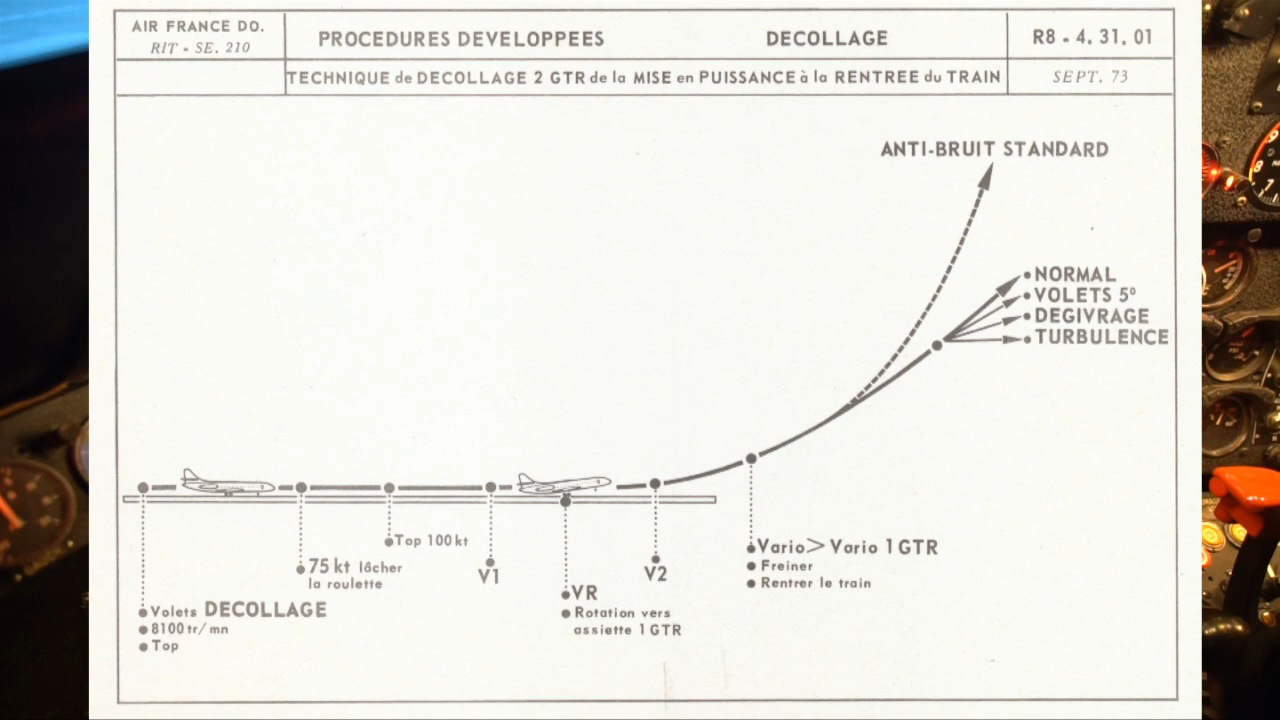 AIR FRANCE DO.
RIT - SE. 210
PROCEDURES DEVELOPPEES
DECOLLAGE
R8 - 4. 31. 01
TECHNIQUE de DECOLLAGE 2 GTR de la MISE en PUISSANCE à la RENTREE du TRAIN
SEPT. 73
ANTI-BRUIT STANDARD
NORMAL
VOLETS 5º
DEGIVRAGE
TURBULENCE
Top 100 kt
75 kt lâcher
la roulette
V1
V2
Vario > Vario 1 GTR
Freiner
Rentrer le train
VR
Rotation vers
assiette 1 GTR
Volets DECOLLAGE
8100 tr/mn
Top